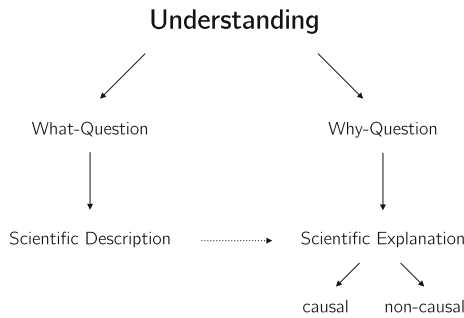 Understanding
What-Question
Why-Question
Scientific Description
Scientific Explanation
causal
non-causal